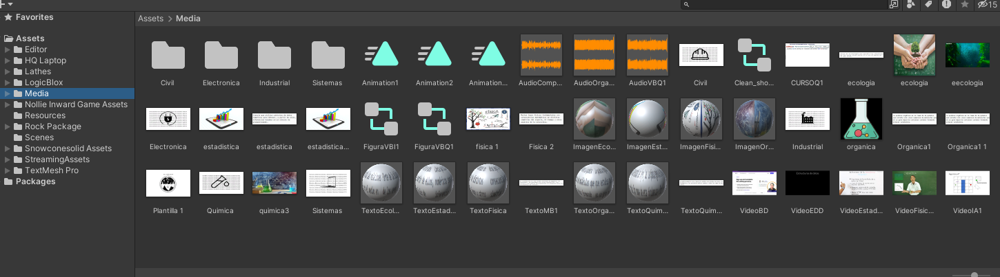 15
Favorites
Assets
Editor
HQ Laptop
Lathes
LogicBlox
Media
Nollie Inward Game Assets
Resources
Rock Package
Scenes
Snowconesolid Assets
StreamingAssets
TextMesh Pro
Packages
Assets > Media
Civil Electronica Industrial Sistemas Animation1 Animation2 Animation... AudioComp... AudioOrga... AudioVBQ1 Civil Clean_sho... CURSOQ1 ecologia ecologia eecologia
Electronica estadistica estadistica estadistica... FiguraVBI1 FiguraVBQ1 fisica 1 Fisica 2 ImagenEco... ImagenEst... ImagenFisi... ImagenOr... Industrial organica Organica1 Organica1 1
Plantilla 1 Quimica quimica3 Sistemas TextoEcol... TextoEstad... TextoFisica TextoMB1 TextoOrga... TextoQuim... TextoQuim... VideoBD VideoEDD VideoEstad... VideoFisic... VideoIA1